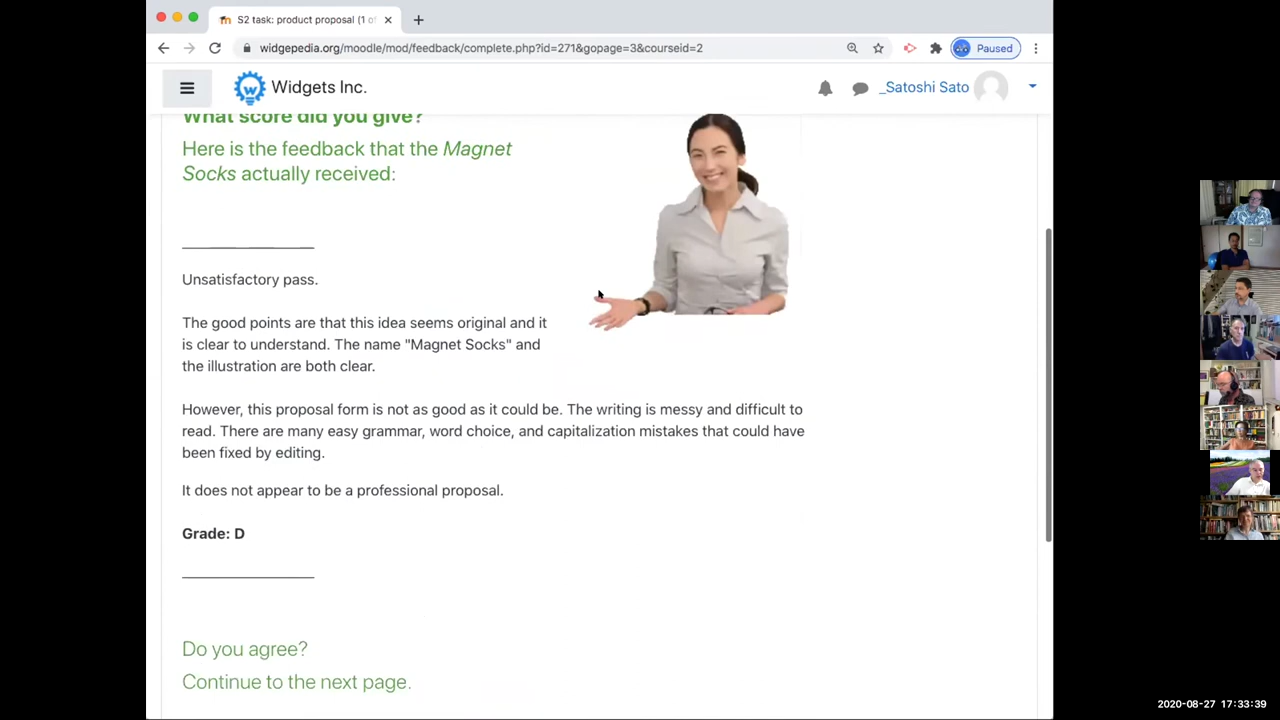 S2 task: product proposal (1 of
widgepedia.org/moodle/mod/feedback/complete.php?id=271&gopage=3&courseid=2
Paused
Widgets Inc.
_Satoshi Sato
What score did you give?
Here is the feedback that the Magnet
Socks actually received:
Unsatisfactory pass.
The good points are that this idea seems original and it
is clear to understand. The name "Magnet Socks" and
the illustration are both clear.
However, this proposal form is not as good as it could be. The writing is messy and difficult to
read. There are many easy grammar, word choice, and capitalization mistakes that could have
been fixed by editing.
It does not appear to be a professional proposal.
Grade: D
Do you agree?
Continue to the next page.
2020-08-27 17:33:39